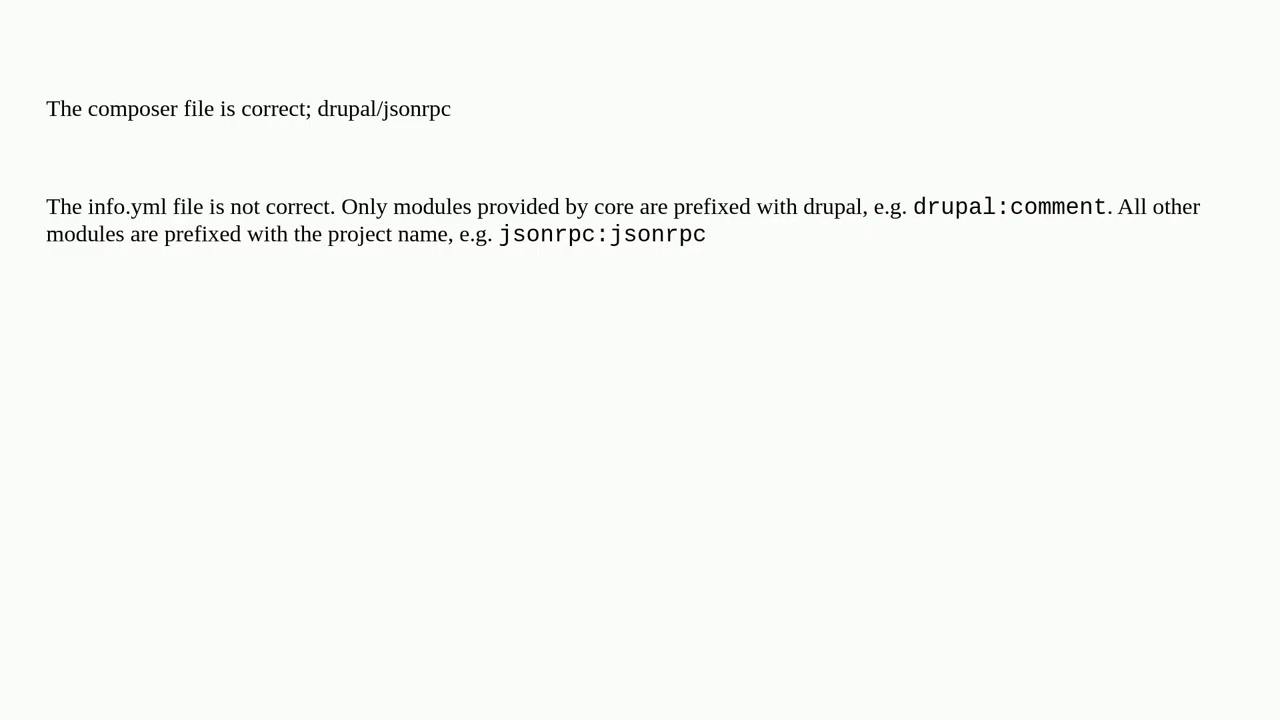 The composer file is correct; drupal/jsonrpc
The info.yml file is not correct. Only modules provided by core are prefixed with drupal, e.g. drupal:comment. All other
modules are prefixed with the project name, e.g. jsonrpc:jsonrpc